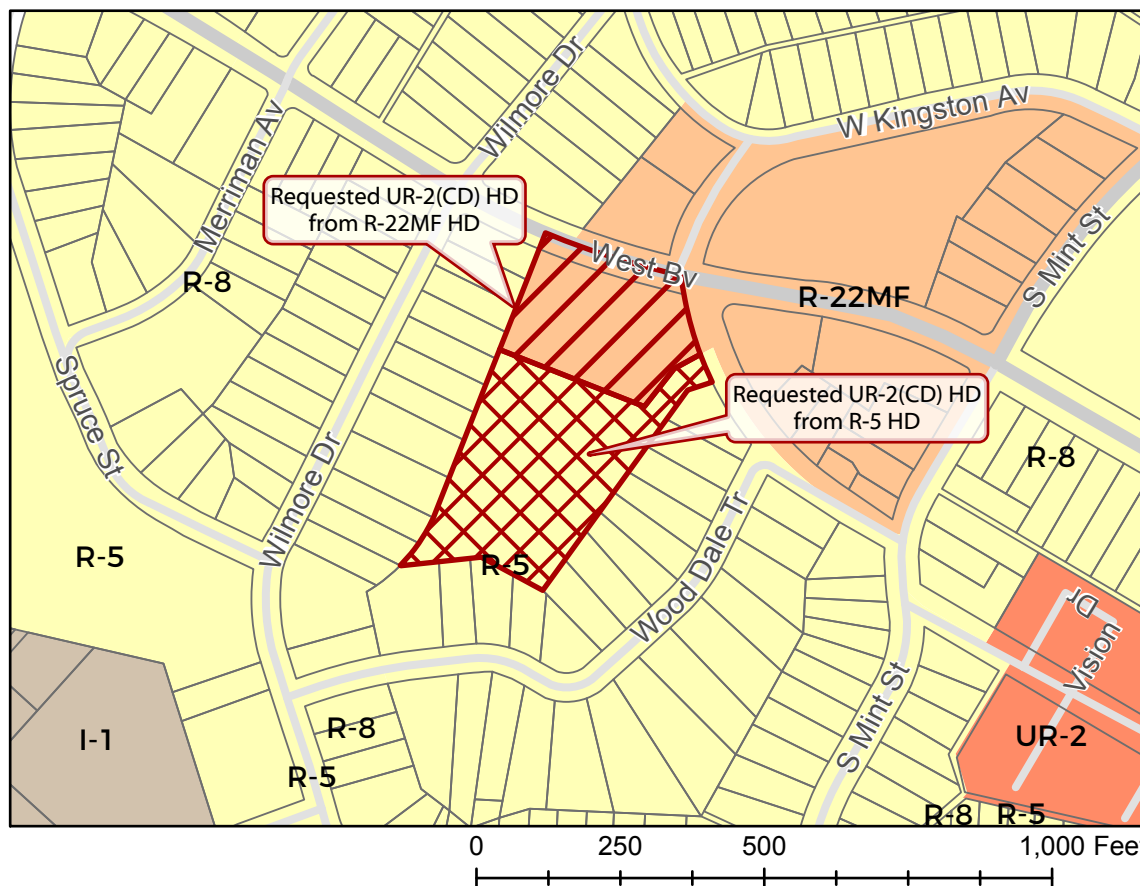 Wilmore Dr
W Kingston Av
Merriman Av
Requested UR-2(CD) HD
from R-22MF HD
West Bv
S Mint St
R-8
R-22MF
Spruce St
Requested UR-2(CD) HD
from R-5 HD
R-8
Wilmore Dr
R-5
R-5
Wood Dale Tr
Vision Dr
S Mint St
I-1
R-8
R-5
UR-2
R-8
R-5
0 250 500 1,000 Feet